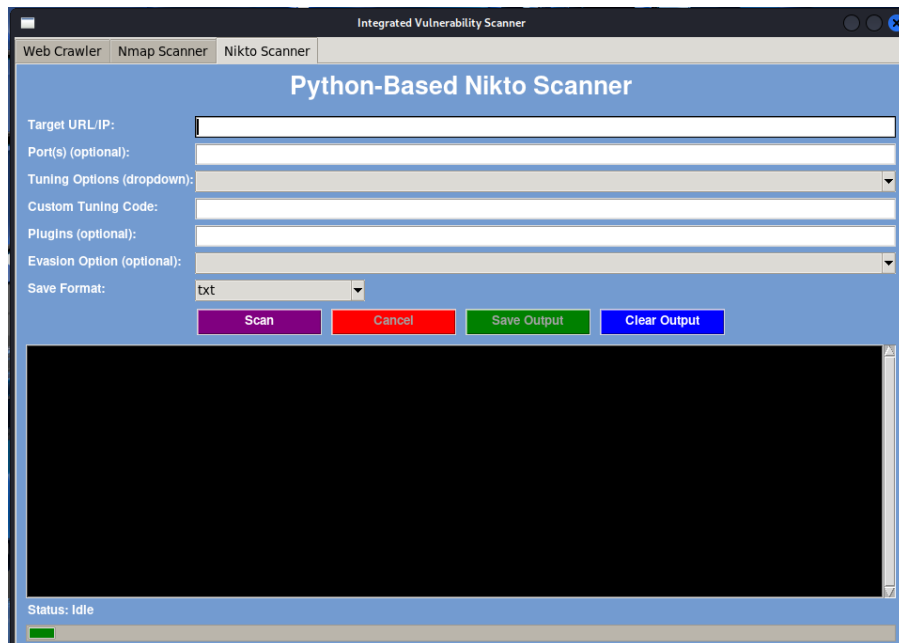 Integrated Vulnerability Scanner
Web Crawler Nmap Scanner Nikto Scanner
Python-Based Nikto Scanner
Target URL/IP:
Port(s) (optional):
Tuning Options (dropdown):
Custom Tuning Code:
Plugins (optional):
Evasion Option (optional):
Save Format: txt
Scan Cancel Save Output Clear Output
Status: Idle